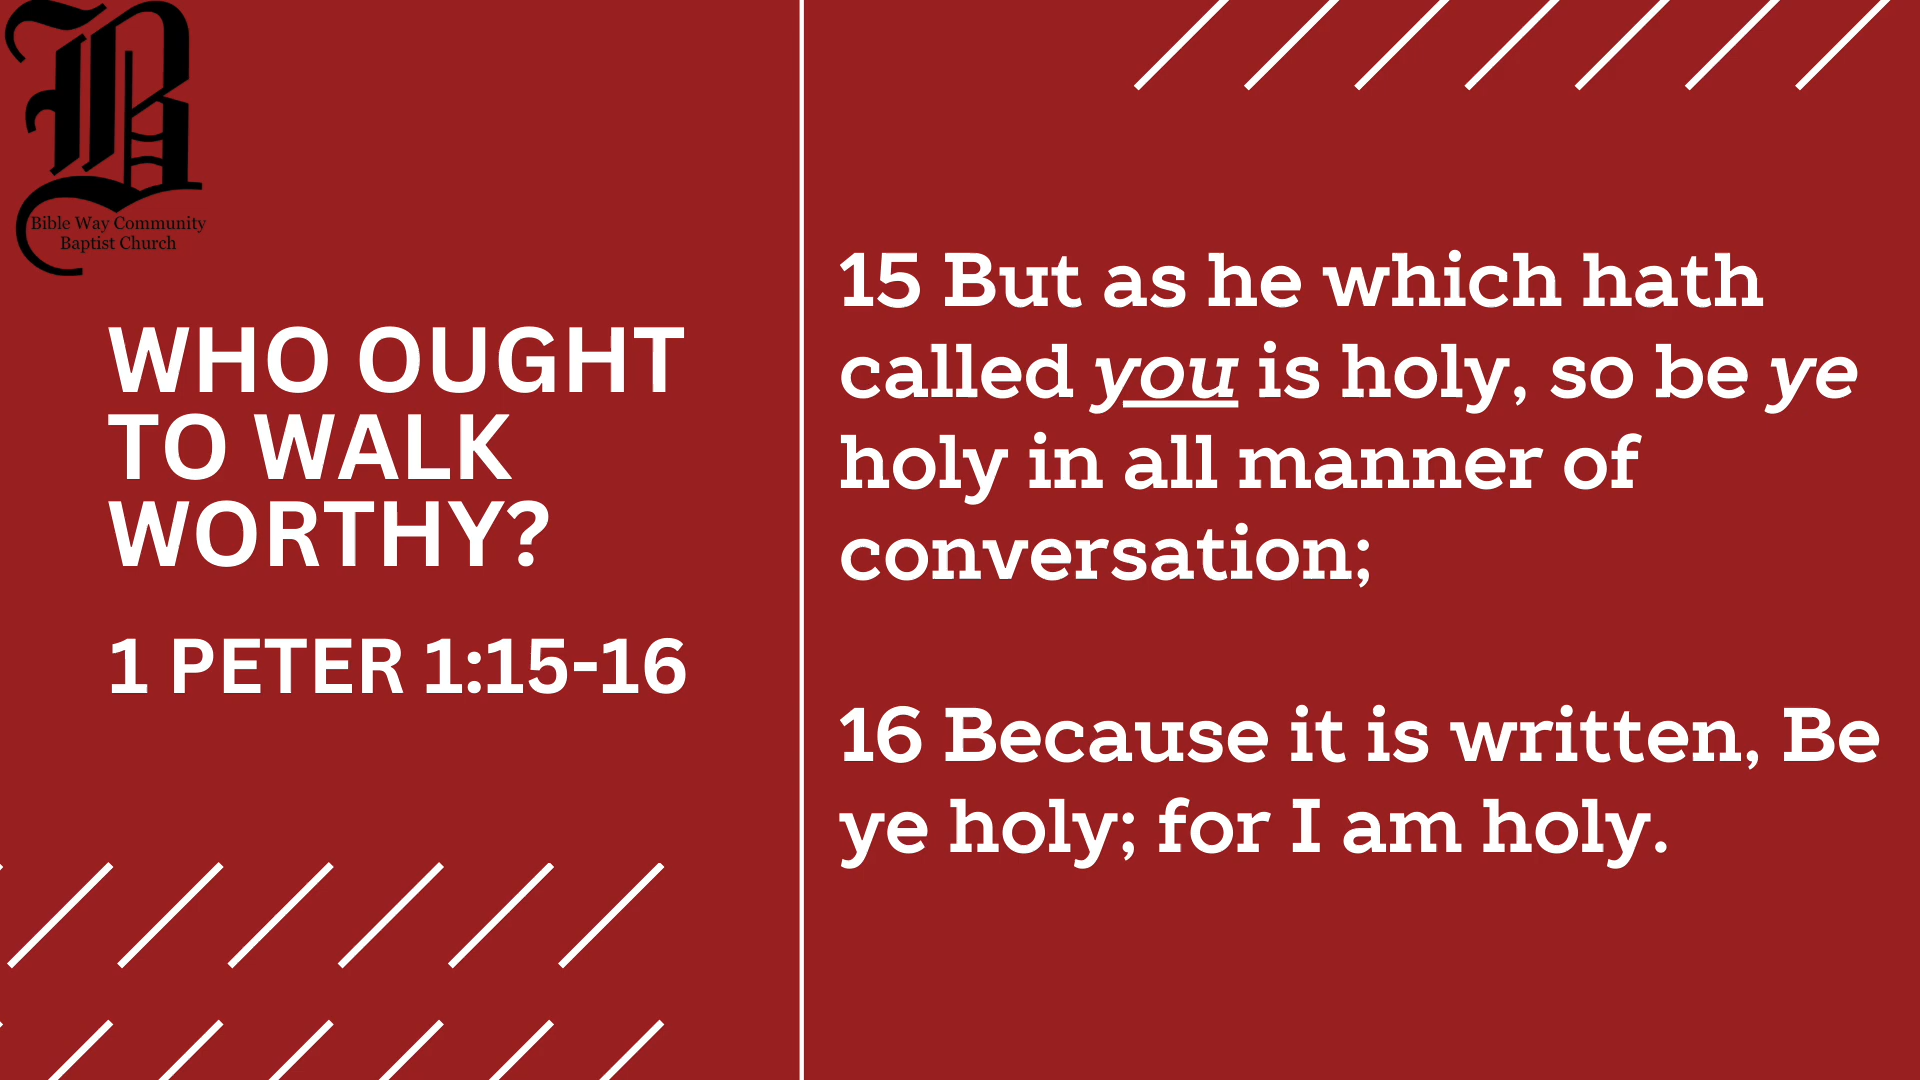 B
Bible Way Community
Baptist Church
WHO OUGHT
TO WALK
WORTHY?
1 PETER 1:15-16
15 But as he which hath
called you is holy, so be ye
holy in all manner of
conversation;
16 Because it is written, Be
ye holy; for I am holy.